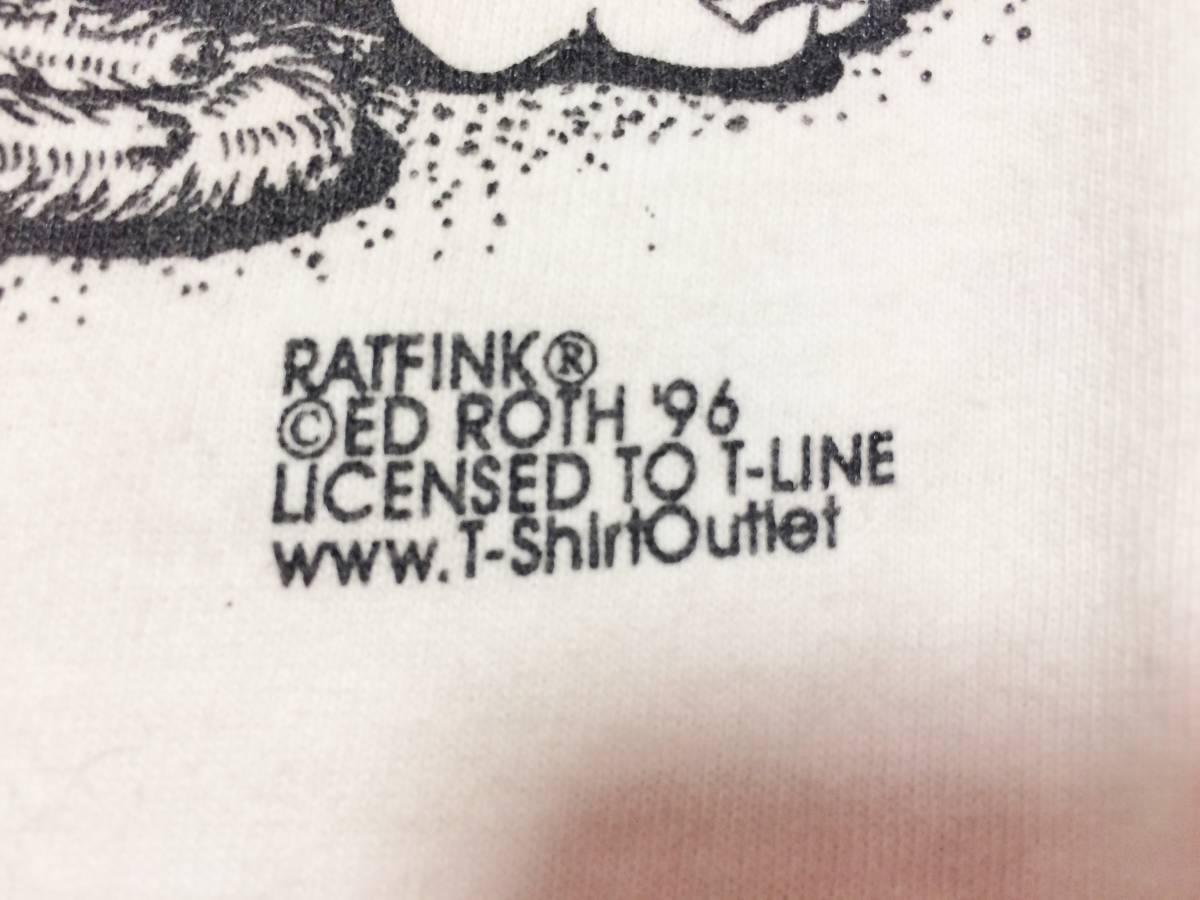 RATFINK®
©ED ROTH '96
LICENSED TO T-LINE
www.T-ShirtOutlet